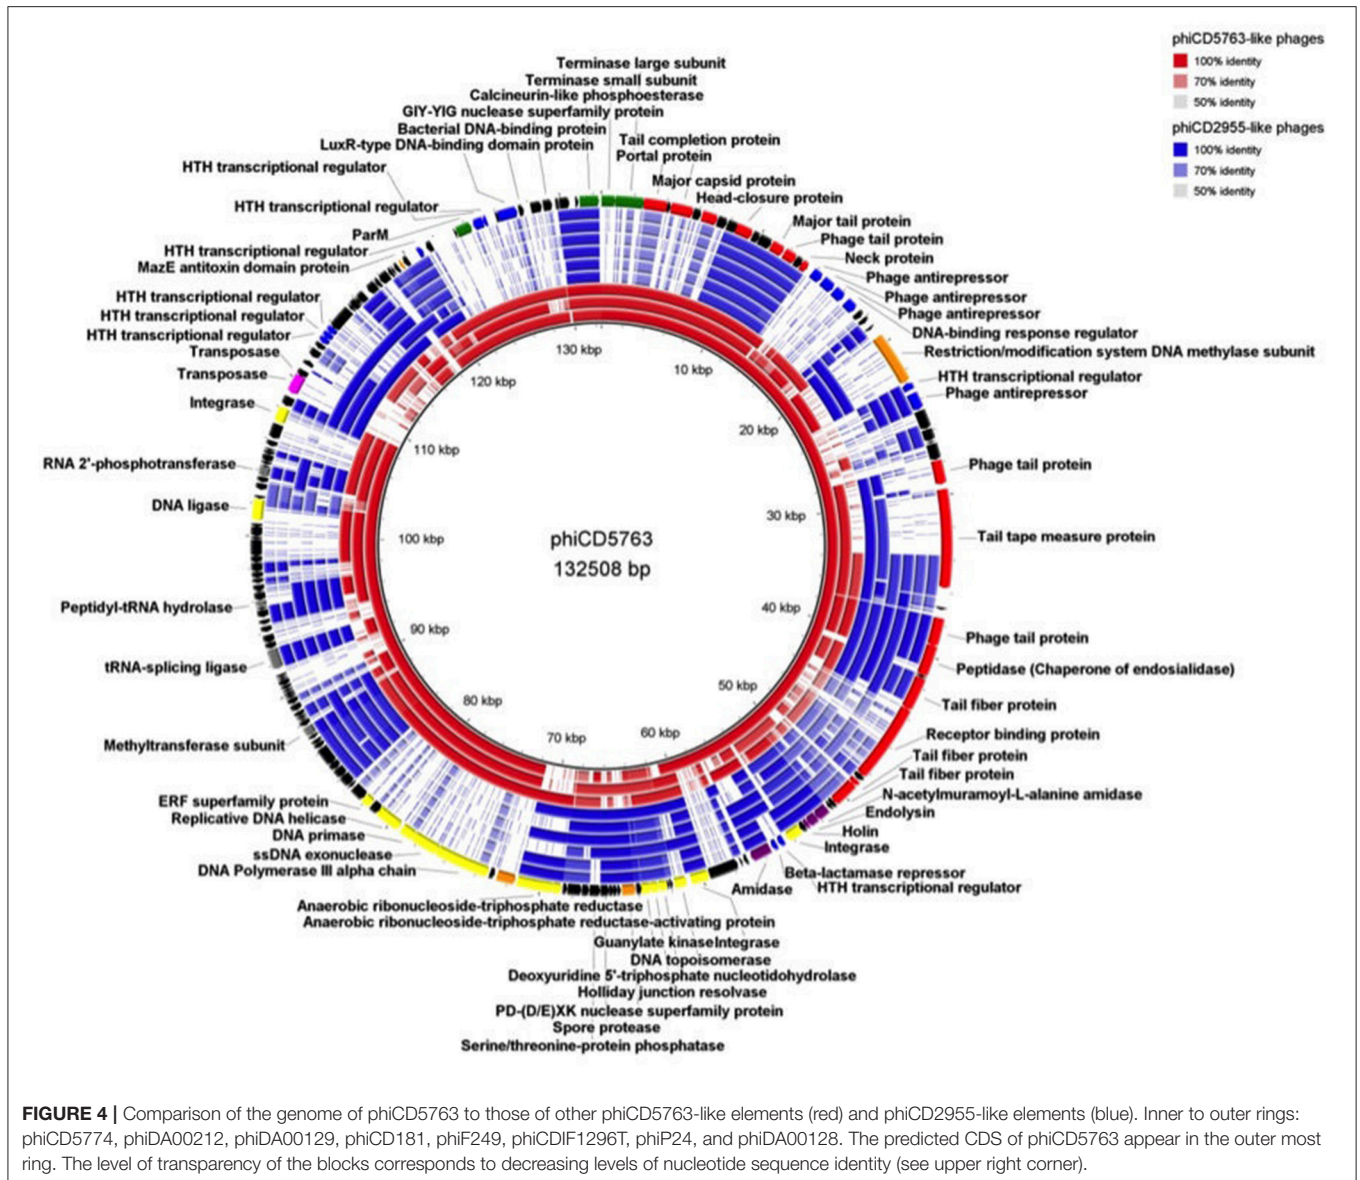 phiCD5763-like phages
100% identity
70% identity
50% identity
phiCD2955-like phages
100% identity
70% identity
50% identity
Terminase large subunit
Terminase small subunit
Calcineurin-like phosphoesterase
GIY-YIG nuclease superfamily protein
Bacterial DNA-binding protein
LuxR-type DNA-binding domain protein
HTH transcriptional regulator
HTH transcriptional regulator
ParM
HTH transcriptional regulator
MazE antitoxin domain protein
HTH transcriptional regulator
HTH transcriptional regulator
HTH transcriptional regulator
Transposase
Transposase
Integrase
RNA 2'-phosphotransferase
DNA ligase
Peptidyl-tRNA hydrolase
tRNA-splicing ligase
Methyltransferase subunit
ERF superfamily protein
Replicative DNA helicase
DNA primase
ssDNA exonuclease
DNA Polymerase III alpha chain
Tail completion protein
Portal protein
Major capsid protein
Head-closure protein
Major tail protein
Phage tail protein
Neck protein
Phage antirepressor
Phage antirepressor
Phage antirepressor
DNA-binding response regulator
Restriction/modification system DNA methylase subunit
HTH transcriptional regulator
Phage antirepressor
Phage tail protein
Tail tape measure protein
Phage tail protein
Peptidase (Chaperone of endosialidase)
Tail fiber protein
Receptor binding protein
Tail fiber protein
Tail fiber protein
N-acetylmuramoyl-L-alanine amidase
Endolysin
Holin
Integrase
Beta-lactamase repressor
HTH transcriptional regulator
Amidase
Anaerobic ribonucleoside-triphosphate reductase
Anaerobic ribonucleoside-triphosphate reductase-activating protein
Guanylate kinase
Integrase
DNA topoisomerase
Deoxyuridine 5'-triphosphate nucleotidohydrolase
Holliday junction resolvase
PD-(D/E)XK nuclease superfamily protein
Spore protease
Serine/threonine-protein phosphatase
130 kbp
10 kbp
20 kbp
30 kbp
40 kbp
50 kbp
60 kbp
70 kbp
80 kbp
90 kbp
100 kbp
110 kbp
120 kbp
phiCD5763
132508 bp
FIGURE 4 | Comparison of the genome of phiCD5763 to those of other phiCD5763-like elements (red) and phiCD2955-like elements (blue). Inner to outer rings:
phiCD5774, phiDA00212, phiDA00129, phiCD181, phiF249, phiCDIF1296T, phiP24, and phiDA00128. The predicted CDS of phiCD5763 appear in the outer most
ring. The level of transparency of the blocks corresponds to decreasing levels of nucleotide sequence identity (see upper right corner).